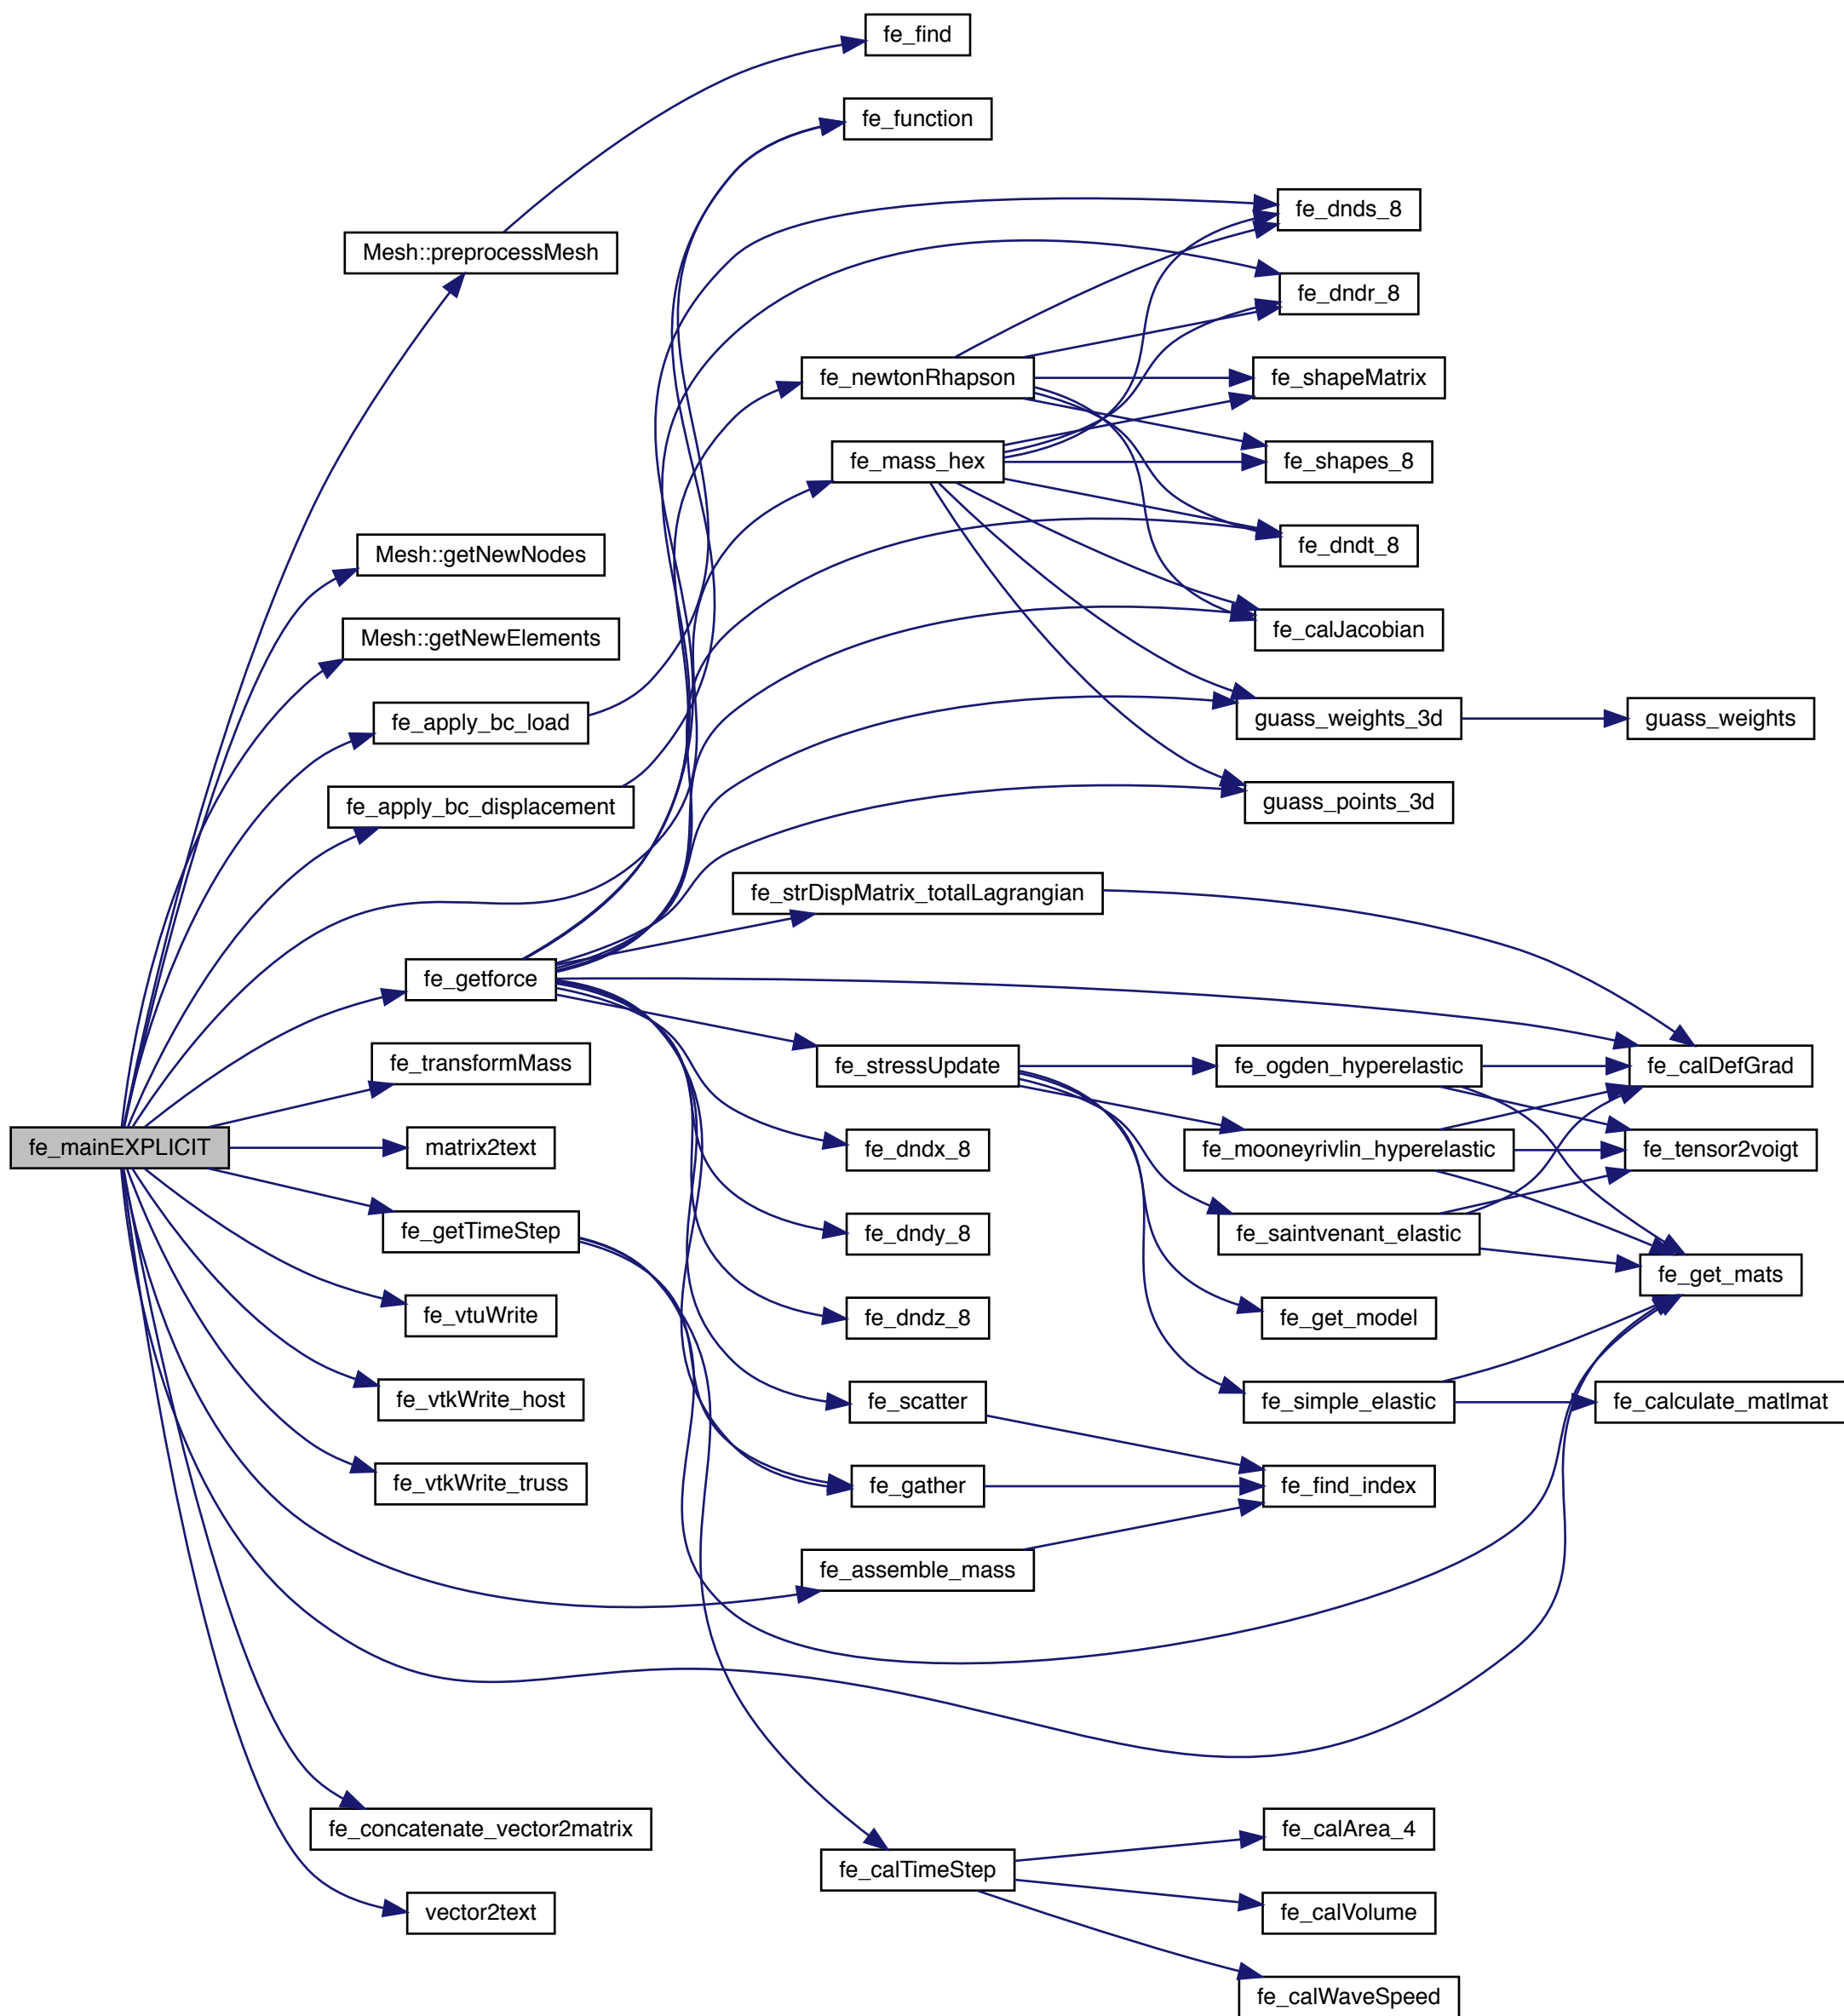 fe_find
fe_function
fe_dnds_8
Mesh::preprocessMesh
fe_dndr_8
fe_newtonRhapson
fe_shapeMatrix
fe_mass_hex
fe_shapes_8
Mesh::getNewNodes
fe_dndt_8
Mesh::getNewElements
fe_calJacobian
fe_apply_bc_load
guass_weights_3d
guass_weights
fe_apply_bc_displacement
guass_points_3d
fe_strDispMatrix_totalLagrangian
fe_getforce
fe_transformMass
fe_stressUpdate
fe_ogden_hyperelastic
fe_calDefGrad
fe_mainEXPLICIT
matrix2text
fe_dndx_8
fe_mooneyrivlin_hyperelastic
fe_tensor2voigt
fe_getTimeStep
fe_dndy_8
fe_saintvenant_elastic
fe_get_mats
fe_vtuWrite
fe_dndz_8
fe_get_model
fe_vtkWrite_host
fe_scatter
fe_simple_elastic
fe_calculate_matlmat
fe_vtkWrite_truss
fe_gather
fe_find_index
fe_assemble_mass
fe_concatenate_vector2matrix
fe_calArea_4
fe_calTimeStep
vector2text
fe_calVolume
fe_calWaveSpeed